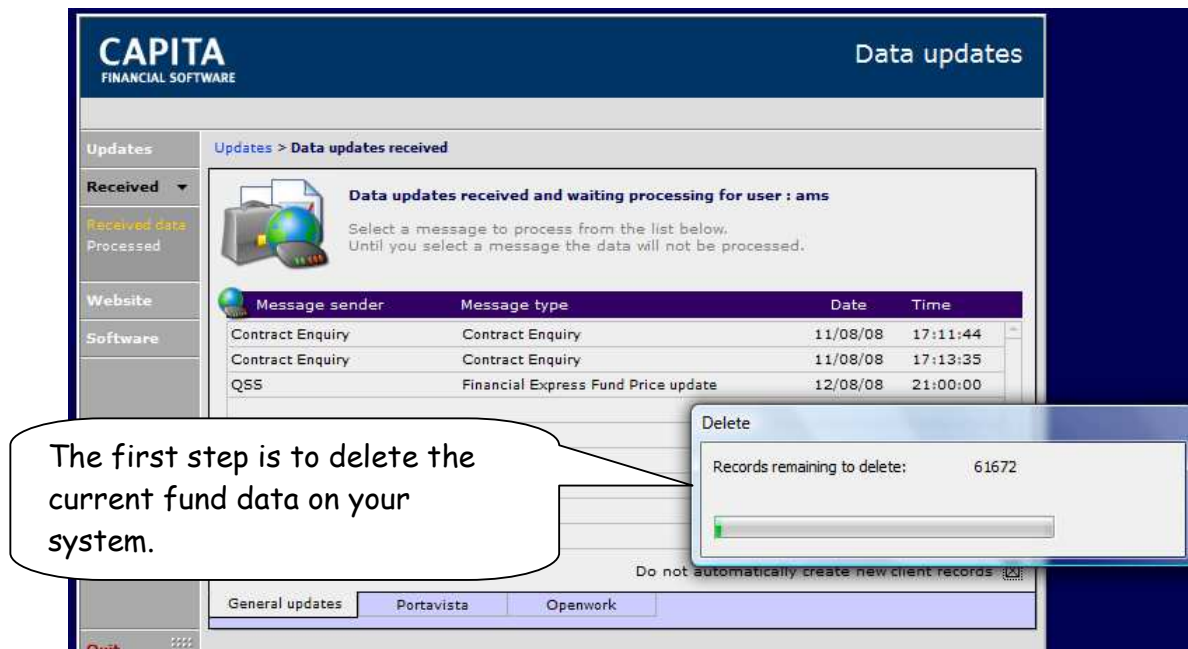 CAPITA
FINANCIAL SOFTWARE
Data updates
Updates
Updates > Data updates received
Received
Received data
Processed
Website
Software
Data updates received and waiting processing for user : ams
Select a message to process from the list below.
Until you select a message the data will not be processed.
Message sender Message type Date Time
Contract Enquiry Contract Enquiry 11/08/08 17:11:44
Contract Enquiry Contract Enquiry 11/08/08 17:13:35
QSS Financial Express Fund Price update 12/08/08 21:00:00
The first step is to delete the
current fund data on your
system.
Delete
Records remaining to delete: 61672
Do not automatically create new client records
General updates Portavista Openwork
Quit